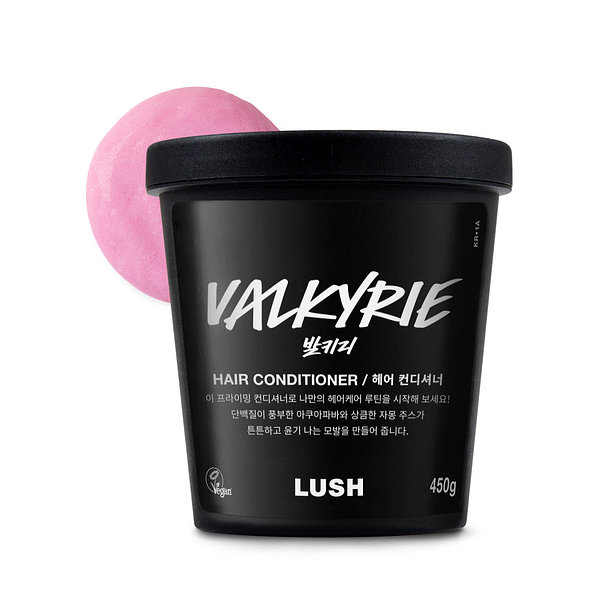 KR•1A
VALKYRIE
발키리
HAIR CONDITIONER / 헤어 컨디셔너
이 프라이밍 컨디셔너로 나만의 헤어케어 루틴을 시작해 보세요!
단백질이 풍부한 아쿠아파바와 상큼한 자몽 주스가
튼튼하고 윤기 나는 모발을 만들어 줍니다.
Vegan
LUSH
450g